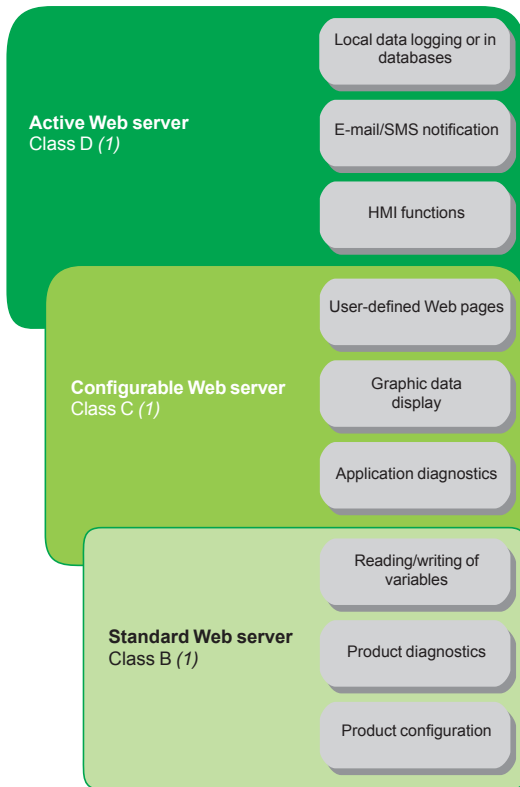 Local data logging or in
databases
Active Web server
Class D (1)
E-mail/SMS notification
HMI functions
User-defined Web pages
Configurable Web server
Class C (1)
Graphic data
display
Application diagnostics
Reading/writing of
variables
Standard Web server
Class B (1)
Product diagnostics
Product configuration